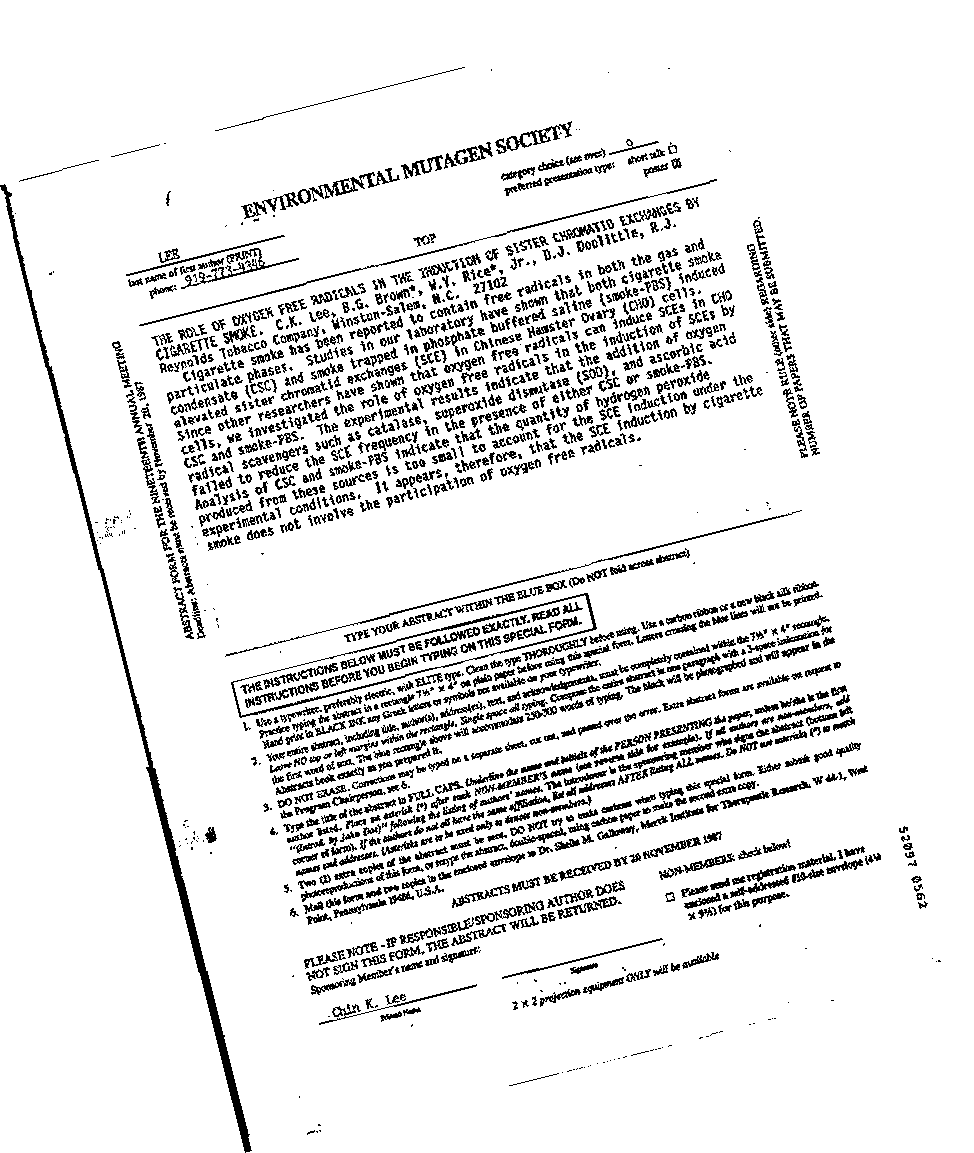 ENVIRONMENTAL MUTAGEN SOCIETY
category choice (see over) 0
preferred presentation type: short talk
poster
LEE
last name of first author (PRINT)
phone: 919-773-4346
TOP
THE ROLE OF OXYGEN FREE RADICALS IN THE INDUCTION OF SISTER CHROMATID EXCHANGES BY
CIGARETTE SMOKE. C.K. Lee, B.G. Brown*, W.Y. Rice*, Jr., D.J. Doolittle, R.J.
Reynolds Tobacco Company, Winston-Salem, N.C. 27102
Cigarette smoke has been reported to contain free radicals in both the gas and
particulate phases. Studies in our laboratory have shown that both cigarette smoke
condensate (CSC) and smoke trapped in phosphate buffered saline (smoke-PBS) induced
elevated sister chromatid exchanges (SCE) in Chinese Hamster Ovary (CHO) cells.
Since other researchers have shown that oxygen free radicals can induce SCEs in CHO
cells, we investigated the role of oxygen free radicals in the induction of SCEs by
CSC and smoke-PBS. The experimental results indicate that the addition of oxygen
radical scavengers such as catalase, superoxide dismutase (SOD), and ascorbic acid
failed to reduce the SCE frequency in the presence of either CSC or smoke-PBS.
Analysis of CSC and smoke-PBS indicate that the quantity of hydrogen peroxide
produced from these sources is too small to account for the SCE induction under the
experimental conditions. It appears, therefore, that the SCE induction by cigarette
smoke does not involve the participation of oxygen free radicals.
ABSTRACT FORM FOR THE NINETEENTH ANNUAL MEETING
Deadline: Abstracts must be received by November 20, 1987
PLEASE NOTE RULE (other side) REGARDING
NUMBER OF PAPERS THAT MAY BE SUBMITTED
TYPE YOUR ABSTRACT WITHIN THE BLUE BOX (Do NOT fold across abstract)
THE INSTRUCTIONS BELOW MUST BE FOLLOWED EXACTLY. READ ALL
INSTRUCTIONS BEFORE YOU BEGIN TYPING ON THIS SPECIAL FORM.
1. Use a typewriter, preferably electric, with ELITE type. Clean the type THOROUGHLY before using. Use a carbon ribbon or a new black silk ribbon.
Practice typing the abstract in a rectangle 7½" × 4" on plain paper before using this special form. Letters crossing the blue lines will not be printed.
Hand print in BLACK INK any Greek letters or symbols not available on your typewriter.
2. Your entire abstract, including title, author(s), address(es), text, and acknowledgments, must be completely contained within the 7½" × 4" rectangle.
Leave NO top or left margins within the rectangle. Single space all typing. Compose the entire abstract in one paragraph with a 3-space indentation for
the first word of text. The blue rectangle above will accommodate 250-300 words of typing. The block will be photographed and will appear in the
Abstracts book exactly as you prepared it.
3. DO NOT ERASE. Corrections may be typed on a separate sheet, cut out, and pasted over the error. Extra abstract forms are available on request to
the Program Chairperson, see 6.
4. Type the title of the abstract in FULL CAPS. Underline the name and initials of the PERSON PRESENTING the paper, unless he/she is the first
author listed. Place an asterisk (*) after each NON-MEMBER'S name (see reverse side for example). If all authors are non-members, add
"(Introd. by John Doe)" following the listing of authors' names. The introducer is the sponsoring member who signs the abstract (bottom left
corner of form). If the authors do not all have the same affiliation, list all addresses AFTER listing ALL names. Do NOT use asterisks (*) to match
names and addresses. (Asterisks are to be used only to denote non-members.)
5. Two (2) extra copies of the abstract must be sent. DO NOT try to make carbons when typing this special form. Either submit good quality
photoreproductions of this form, or retype the abstract, double-spaced, using carbon paper to make the second extra copy.
6. Mail this form and two copies in the enclosed envelope to Dr. Sheila M. Galloway, Merck Institute for Therapeutic Research, W 44-1, West
Point, Pennsylvania 19486, U.S.A.
ABSTRACTS MUST BE RECEIVED BY 20 NOVEMBER 1987
PLEASE NOTE - IF RESPONSIBLE/SPONSORING AUTHOR DOES
NOT SIGN THIS FORM, THE ABSTRACT WILL BE RETURNED.
Sponsoring Member's name and signature:
NON-MEMBERS: check below!
Please send me registration material. I have
enclosed a self-addressed #10-size envelope (4⅛
× 9½) for this purpose.
Chin K. Lee
Printed Name
Signature
2 × 2 projection equipment ONLY will be available
52097 0562